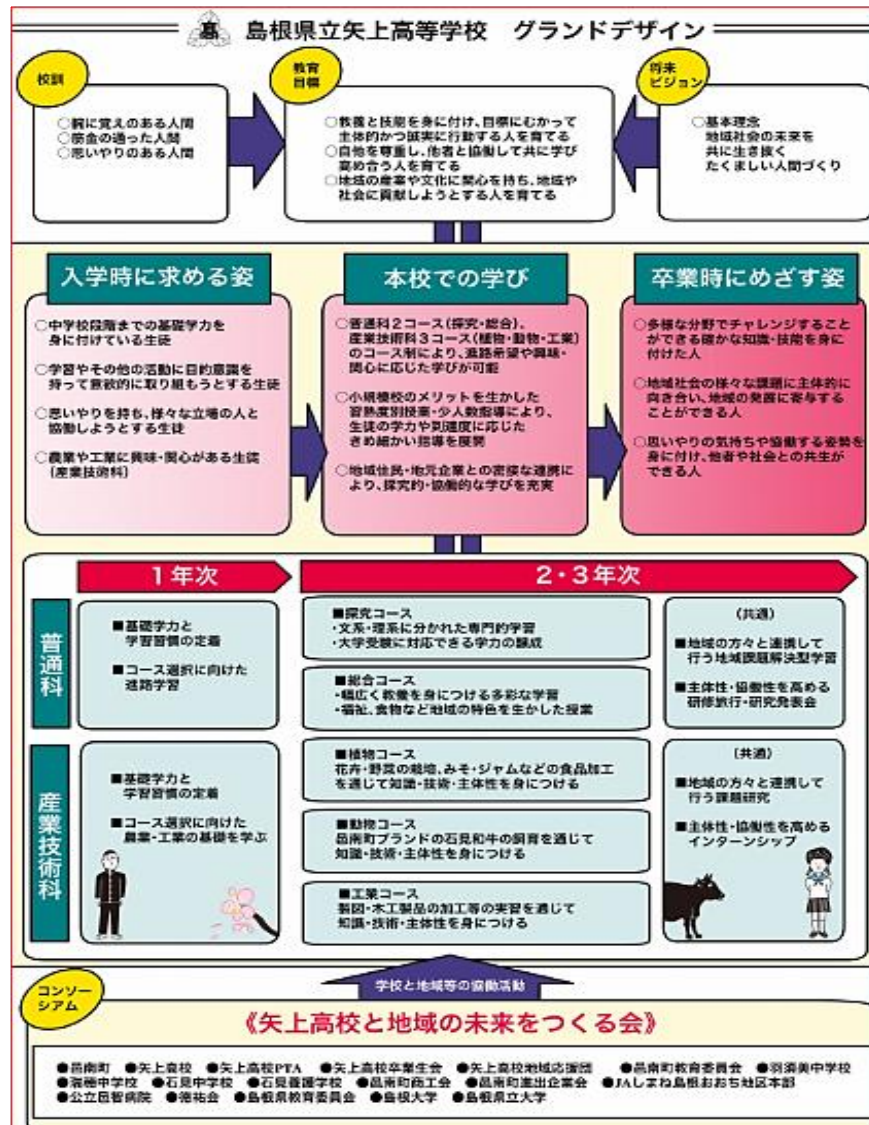 島根県立矢上高等学校 グランドデザイン
校訓
○腕に覚えのある人間
○筋金の通った人間
○思いやりのある人間
教育
目標
○教養と技能を身に付け、目標にむかって
主体的かつ誠実に行動する人を育てる
○自他を尊重し、他者と協働して共に学び
高め合う人を育てる
○地域の産業や文化に関心を持ち、地域や
社会に貢献しようとする人を育てる
将来
ビジョン
○基本理念
地域社会の未来を
共に生き抜く
たくましい人間づくり
入学時に求める姿
○中学校段階までの基礎学力を
身に付けている生徒
○学習やその他の活動に目的意識を
持って意欲的に取り組もうとする生徒
○思いやりを持ち、様々な立場の人と
協働しようとする生徒
○農業や工業に興味・関心がある生徒
(産業技術科)
本校での学び
○普通科2コース(探究・総合)、
産業技術科3コース(植物・動物・工業)
のコース制により、進路希望や興味・
関心に応じた学びが可能
○小規模校のメリットを生かした
習熟度別授業・少人数指導により、
生徒の学力や到達度に応じた
きめ細かい指導を展開
○地域住民・地元企業との密接な連携に
より、探究的・協働的な学びを充実
卒業時にめざす姿
○多様な分野でチャレンジすること
ができる確かな知識・技能を身に
付けた人
○地域社会の様々な課題に主体的に
向き合い、地域の発展に寄与する
ことができる人
○思いやりの気持ちや協働する姿勢を
身に付け、他者や社会との共生が
できる人
1年次
2・3年次
普通科
■基礎学力と
学習習慣の定着
■コース選択に向けた
進路学習
■探究コース
・文系・理系に分かれた専門的学習
・大学受験に対応できる学力の醸成
■総合コース
・幅広く教養を身につける多彩な学習
・福祉、食物など地域の特色を生かした授業
(共通)
■地域の方々と連携して
行う地域課題解決型学習
■主体性・協働性を高める
研修旅行・研究発表会
産業技術科
■基礎学力と
学習習慣の定着
■コース選択に向けた
農業・工業の基礎を学ぶ
■植物コース
花卉・野菜の栽培、みそ・ジャムなどの食品加工
を通じて知識・技術・主体性を身につける
■動物コース
邑南町ブランドの石見和牛の飼育を通じて
知識・技術・主体性を身につける
■工業コース
製図・木工製品の加工等の実習を通じて
知識・技術・主体性を身につける
(共通)
■地域の方々と連携して
行う課題研究
■主体性・協働性を高める
インターンシップ
学校と地域等の協働活動
コンソー
シアム
《矢上高校と地域の未来をつくる会》
●邑南町 ●矢上高校 ●矢上高校PTA ●矢上高校卒業生会 ●矢上高校地域応援団 ●邑南町教育委員会 ●羽須美中学校
●瑞穂中学校 ●石見中学校 ●石見養護学校 ●邑南町商工会 ●邑南町進出企業会 ●JAしまね島根おおち地区本部
●公立邑智病院 ●徳祐会 ●島根県教育委員会 ●島根大学 ●島根県立大学